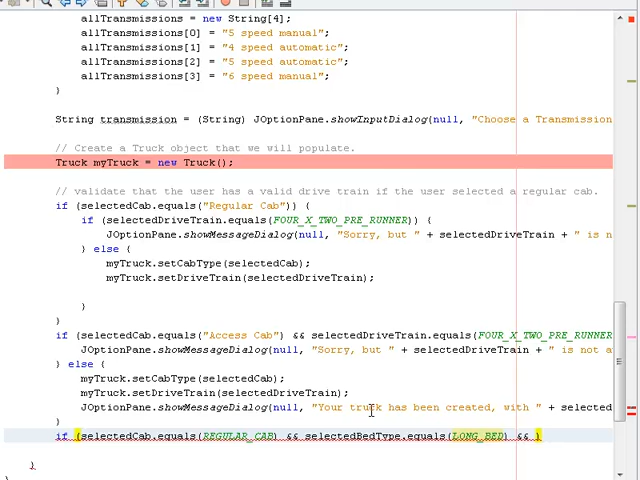 allTransmissions = new String[4];
allTransmissions[0] = "5 speed manual";
allTransmissions[1] = "4 speed automatic";
allTransmissions[2] = "5 speed automatic";
allTransmissions[3] = "6 speed manual";
}
String transmission = (String) JOptionPane.showInputDialog(null, "Choose a Transmission
// Create a Truck object that we will populate.
Truck myTruck = new Truck();
// validate that the user has a valid drive train if the user selected a regular cab.
if (selectedCab.equals("Regular Cab")) {
if (selectedDriveTrain.equals(FOUR_X_TWO_PRE_RUNNER)) {
JOptionPane.showMessageDialog(null, "Sorry, but " + selectedDriveTrain + " is n
} else {
myTruck.setCabType(selectedCab);
myTruck.setDriveTrain(selectedDriveTrain);
}
}
if (selectedCab.equals("Access Cab") && selectedDriveTrain.equals(FOUR_X_TWO_PRE_RUNNER
JOptionPane.showMessageDialog(null, "Sorry, but " + selectedDriveTrain + " is not a
} else {
myTruck.setCabType(selectedCab);
myTruck.setDriveTrain(selectedDriveTrain);
JOptionPane.showMessageDialog(null, "Your truck has been created, with " + selected
}
if (selectedCab.equals(REGULAR_CAB) && selectedBedType.equals(LONG_BED) && )
}
}